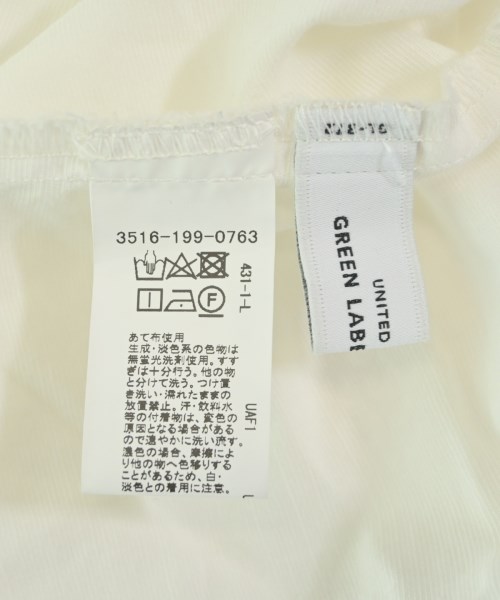 3516-199-0763
431-1-L
F
あて布使用
生成・淡色系の色物は
無蛍光洗剤使用。すす
ぎは十分行う。他の物
と分けて洗う。つけ置
き洗い・濡れたままの
放置禁止。汗・飲料水
等の付着物は、変色の
原因となる場合がある
ので速やかに洗い流す。
濃色の場合、摩擦によ
り他の物へ色移りする
ことがあるため、白・
淡色との着用に注意。
UAF1
L
UNITED
GREEN LABE